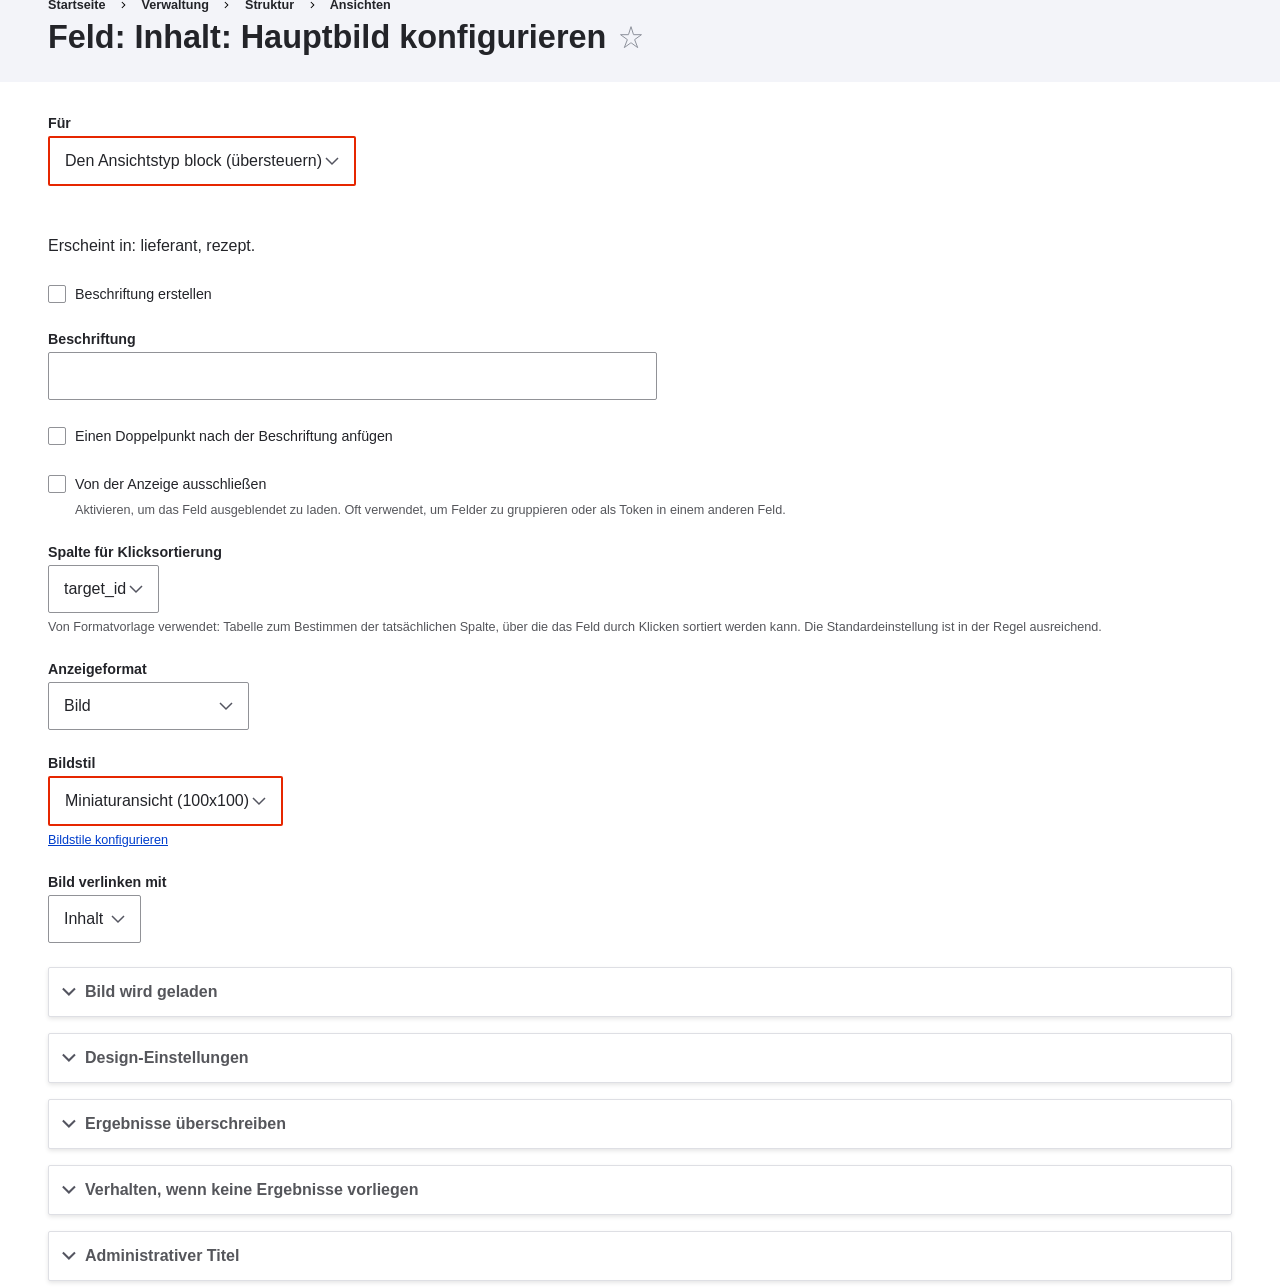 Startseite > Verwaltung > Struktur > Ansichten
Feld: Inhalt: Hauptbild konfigurieren
Für
Den Ansichtstyp block (übersteuern)
Erscheint in: lieferant, rezept.
Beschriftung erstellen
Beschriftung
Einen Doppelpunkt nach der Beschriftung anfügen
Von der Anzeige ausschließen
Aktivieren, um das Feld ausgeblendet zu laden. Oft verwendet, um Felder zu gruppieren oder als Token in einem anderen Feld.
Spalte für Klicksortierung
target_id
Von Formatvorlage verwendet: Tabelle zum Bestimmen der tatsächlichen Spalte, über die das Feld durch Klicken sortiert werden kann. Die Standardeinstellung ist in der Regel ausreichend.
Anzeigeformat
Bild
Bildstil
Miniaturansicht (100x100)
Bildstile konfigurieren
Bild verlinken mit
Inhalt
Bild wird geladen
Design-Einstellungen
Ergebnisse überschreiben
Verhalten, wenn keine Ergebnisse vorliegen
Administrativer Titel